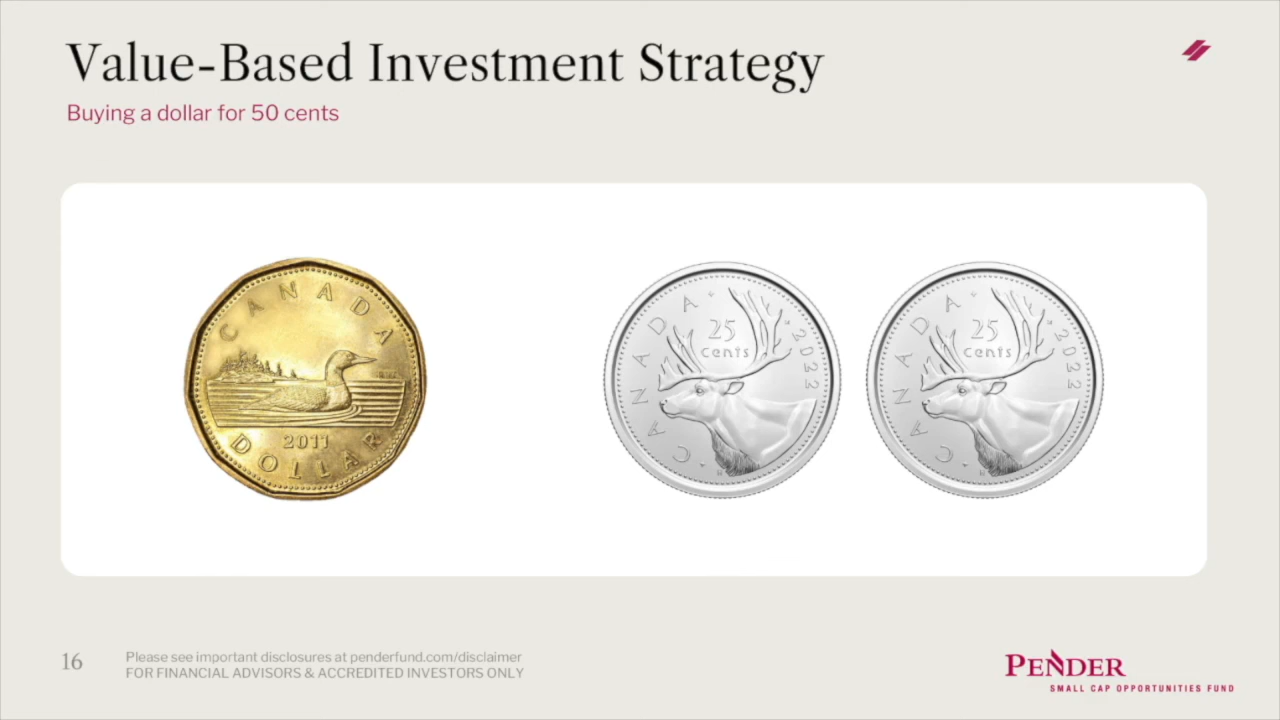 Value-Based Investment Strategy
Buying a dollar for 50 cents
CANADA
2011
DOLLAR
CANADA
25
cents
2022
CANADA
25
cents
2022
16
Please see important disclosures at penderfund.com/disclaimer
FOR FINANCIAL ADVISORS & ACCREDITED INVESTORS ONLY
PENDER
SMALL CAP OPPORTUNITIES FUND